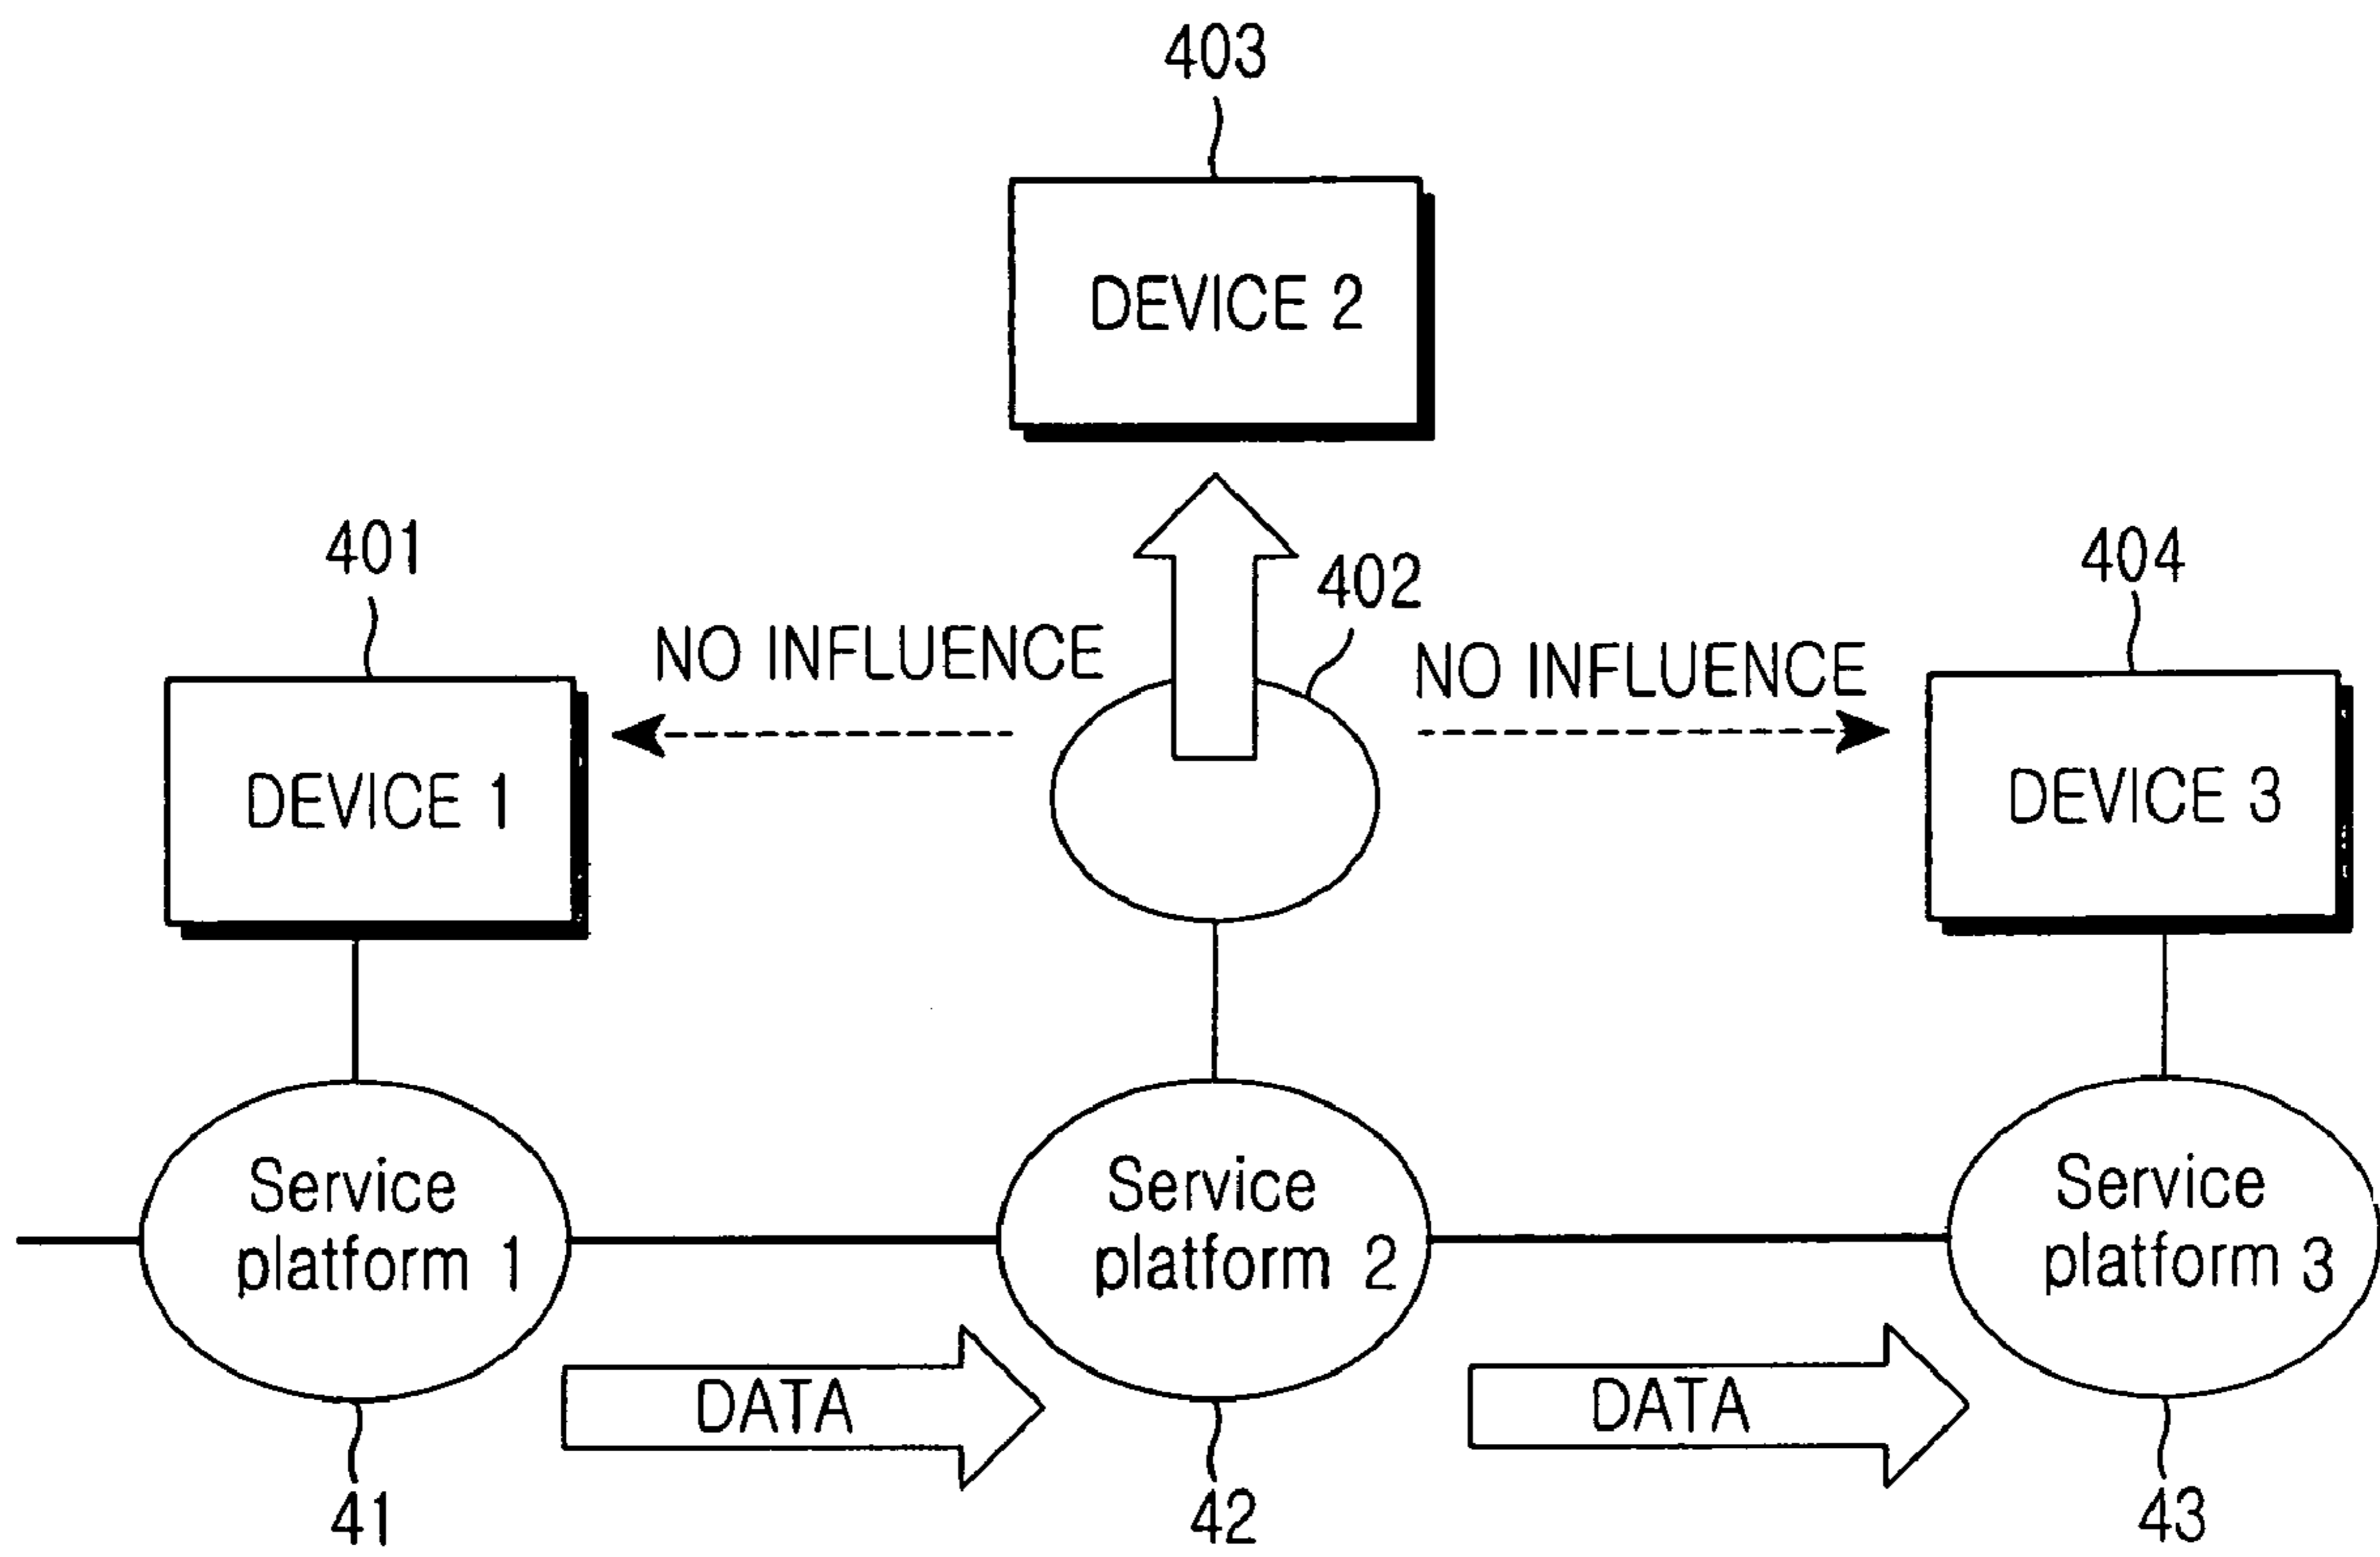 403
DEVICE 2
401
402
404
NO INFLUENCE
NO INFLUENCE
DEVICE 1
DEVICE 3
Service
platform 1
Service
platform 2
Service
platform 3
DATA
DATA
41
42
43